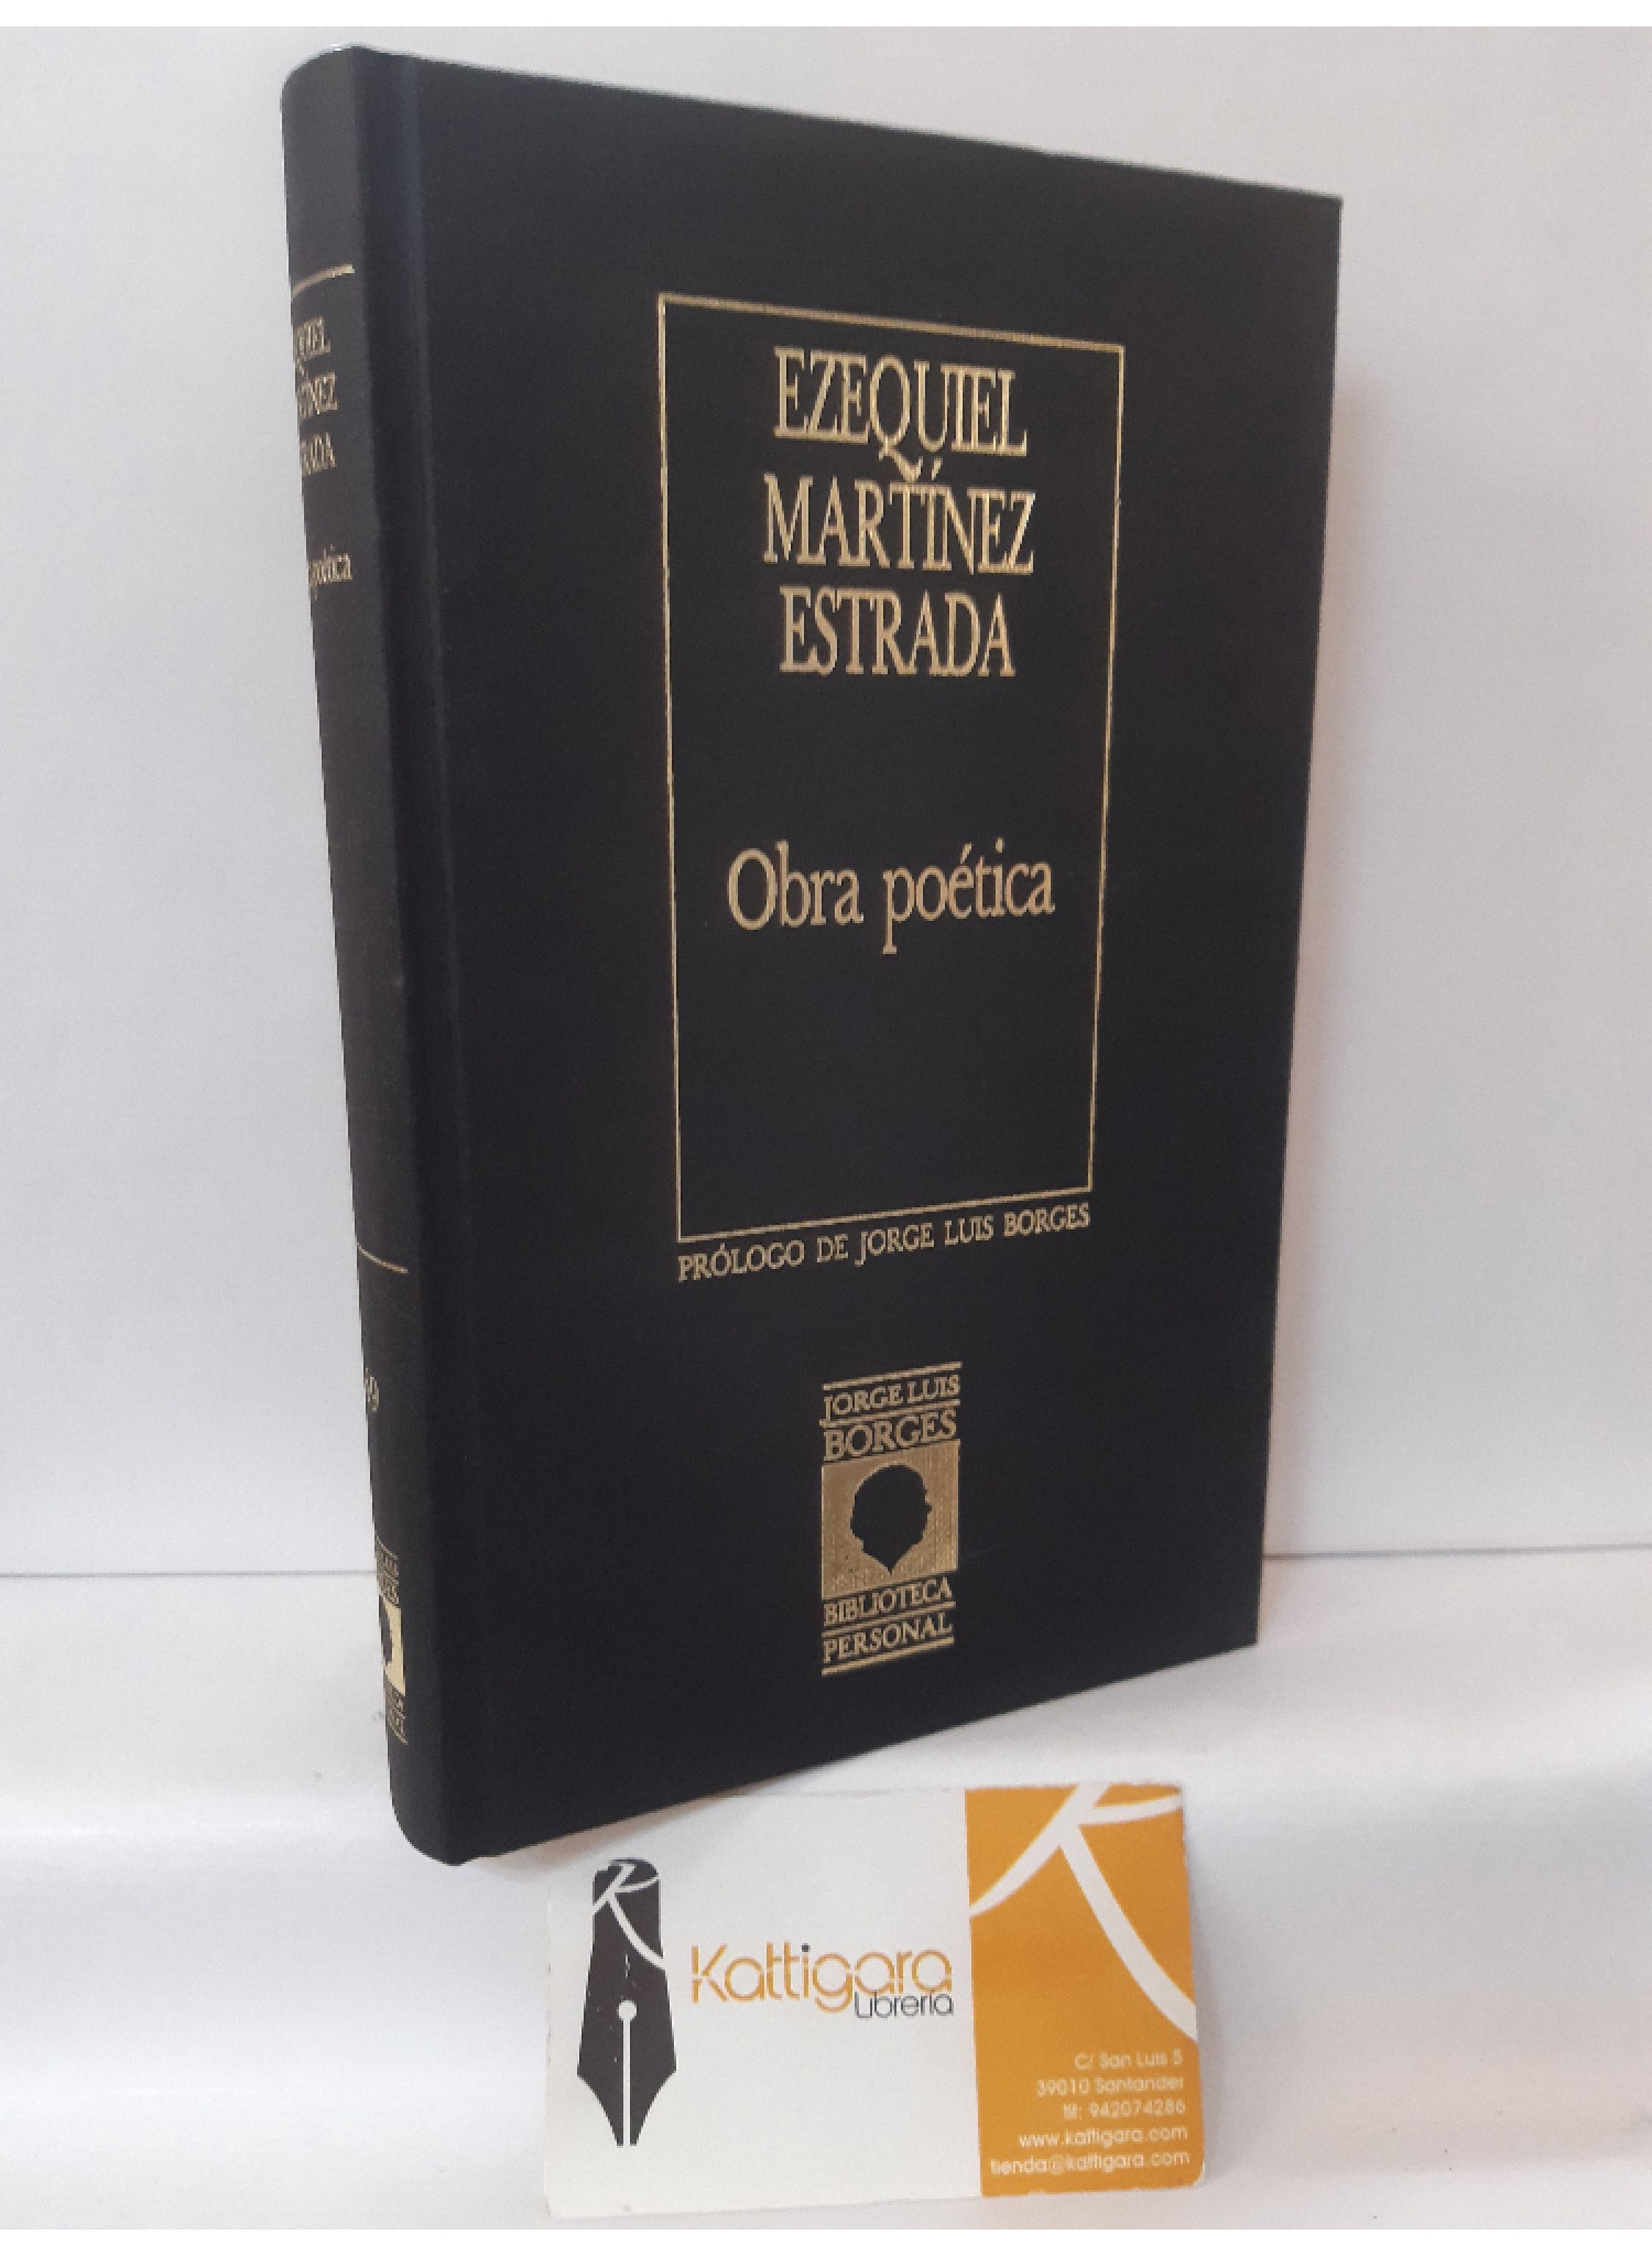 EZEQUIEL
MARTÍNEZ
ESTRADA
Obra poética
PRÓLOGO DE JORGE LUIS BORGES
JORGE LUIS
BORGES
BIBLIOTECA
PERSONAL
poética
Kattigara
Librería
C/ San Luis 5
39010 Santander
tlf: 942074286
www.kattigara.com
tienda@kattigara.com